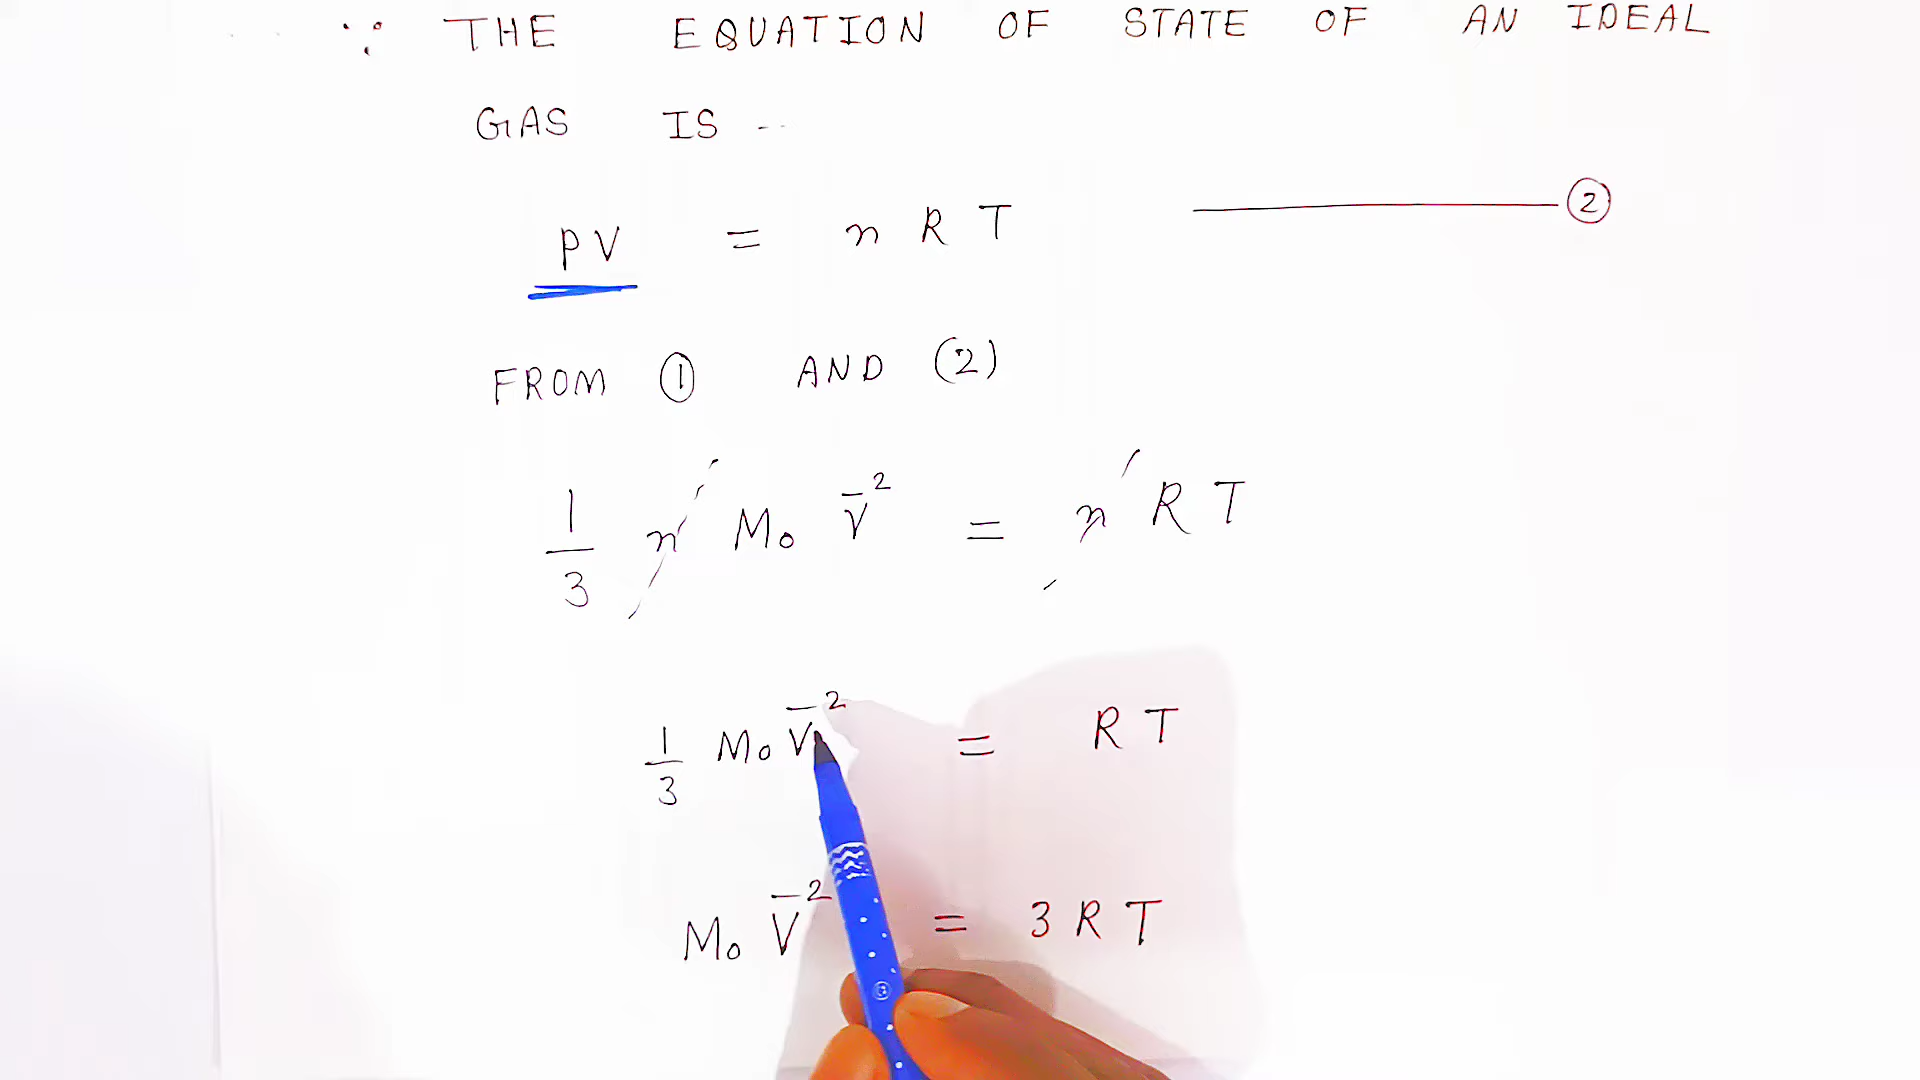 ∵ THE EQUATION OF STATE OF AN IDEAL
GAS IS --
PV = n R T ② 
FROM ① AND (2)
1/3 n M₀ V̅² = n R T
1/3 M₀ V̅² = R T
M₀ V̅² = 3 R T